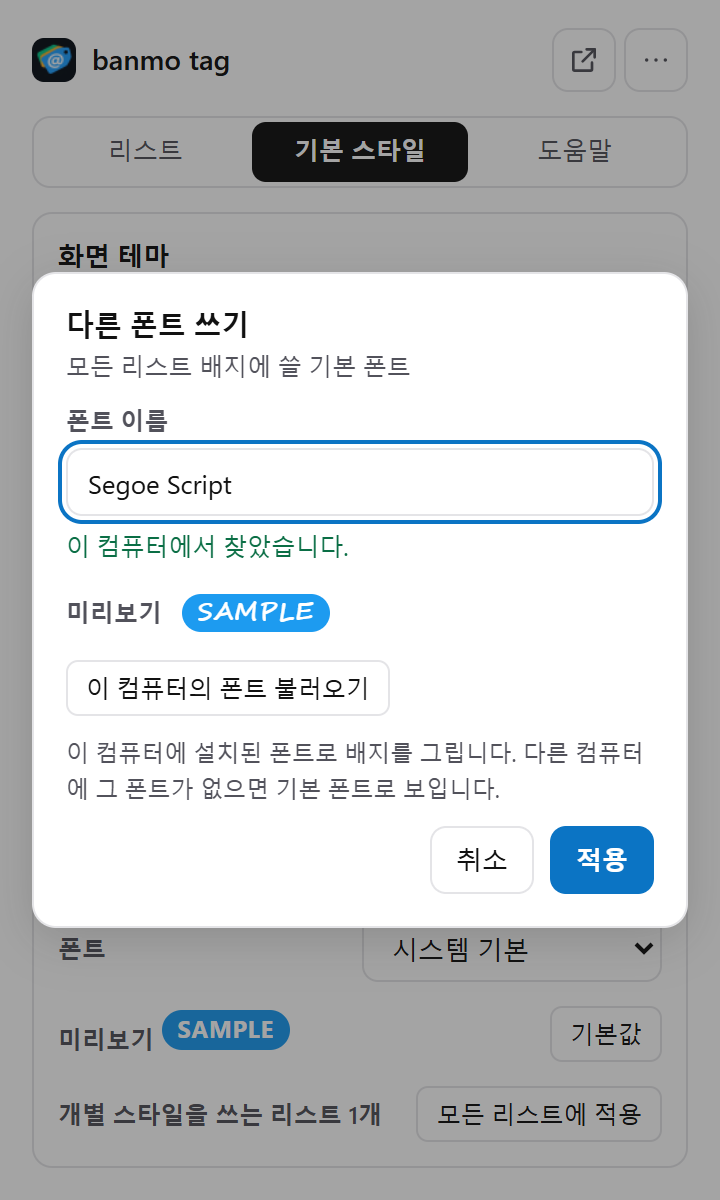 banmo tag
리스트
기본 스타일
도움말
화면 테마
다른 폰트 쓰기
모든 리스트 배지에 쓸 기본 폰트
폰트 이름
Segoe Script
이 컴퓨터에서 찾았습니다.
미리보기 SAMPLE
이 컴퓨터의 폰트 불러오기
이 컴퓨터에 설치된 폰트로 배지를 그립니다. 다른 컴퓨터
에 그 폰트가 없으면 기본 폰트로 보입니다.
취소
적용
폰트
시스템 기본
미리보기 SAMPLE
기본값
개별 스타일을 쓰는 리스트 1개
모든 리스트에 적용